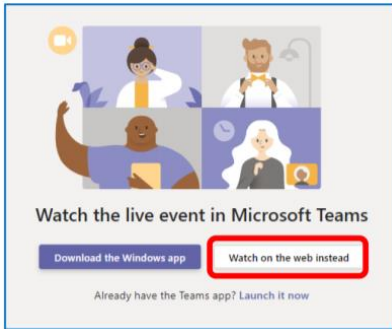 Watch the live event in Microsoft Teams
Download the Windows app Watch on the web instead
Already have the Teams app? Launch it now